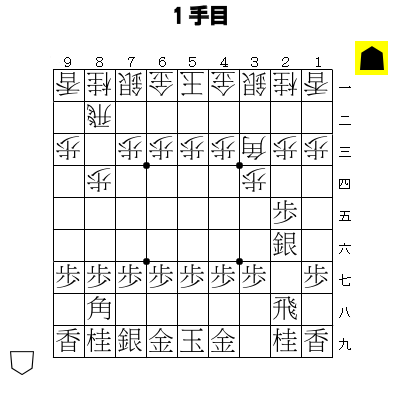 1手目
9 8 7 6 5 4 3 2 1
香 桂 銀 金 王 金 銀 桂 香 一
飛 二
歩 歩 歩 歩 歩 角 歩 歩 三
歩 歩 四
歩 五
銀 六
歩 歩 歩 歩 歩 歩 歩 歩 七
角 飛 八
香 桂 銀 金 玉 金 桂 香 九